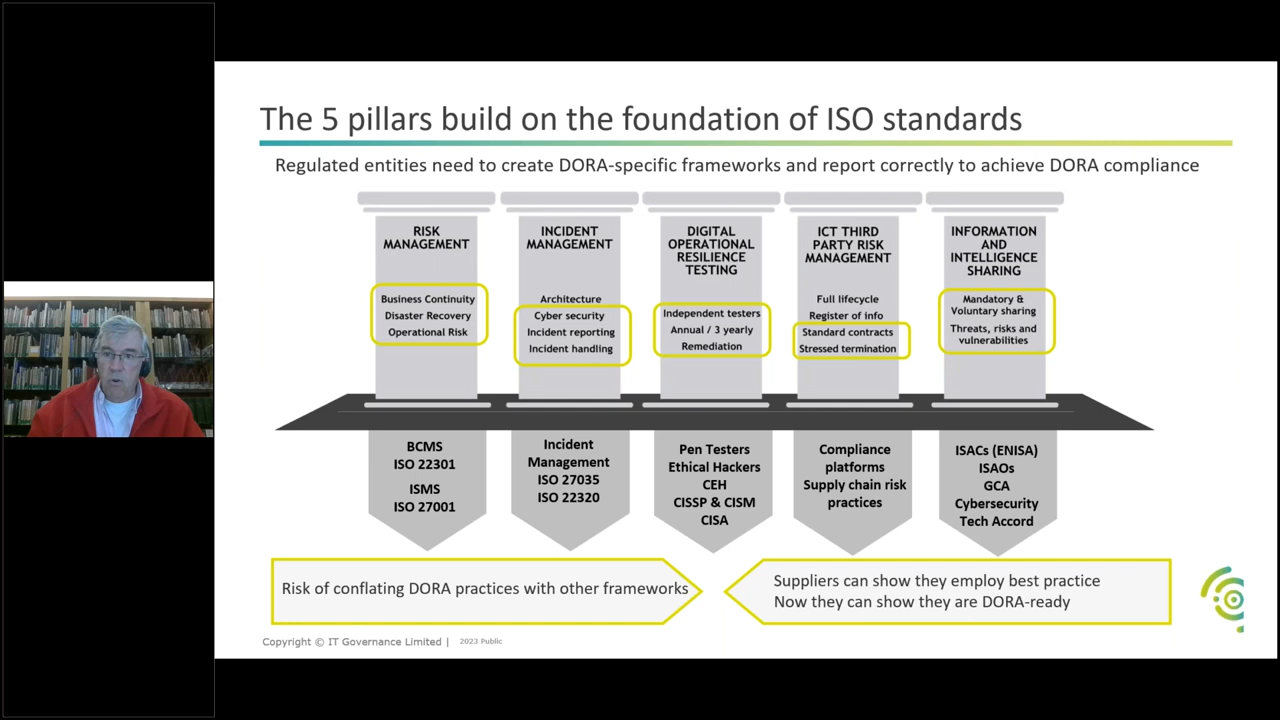 The 5 pillars build on the foundation of ISO standards
Regulated entities need to create DORA-specific frameworks and report correctly to achieve DORA compliance
RISK
MANAGEMENT
Business Continuity
Disaster Recovery
Operational Risk
INCIDENT
MANAGEMENT
Architecture
Cyber security
Incident reporting
Incident handling
DIGITAL
OPERATIONAL
RESILIENCE
TESTING
Independent testers
Annual / 3 yearly
Remediation
ICT THIRD
PARTY RISK
MANAGEMENT
Full lifecycle
Register of info
Standard contracts
Stressed termination
INFORMATION
AND
INTELLIGENCE
SHARING
Mandatory &
Voluntary sharing
Threats, risks and
vulnerabilities
BCMS
ISO 22301
ISMS
ISO 27001
Incident
Management
ISO 27035
ISO 22320
Pen Testers
Ethical Hackers
CEH
CISSP & CISM
CISA
Compliance
platforms
Supply chain risk
practices
ISACs (ENISA)
ISAOs
GCA
Cybersecurity
Tech Accord
Risk of conflating DORA practices with other frameworks
Suppliers can show they employ best practice
Now they can show they are DORA-ready
Copyright © IT Governance Limited | 2023 Public